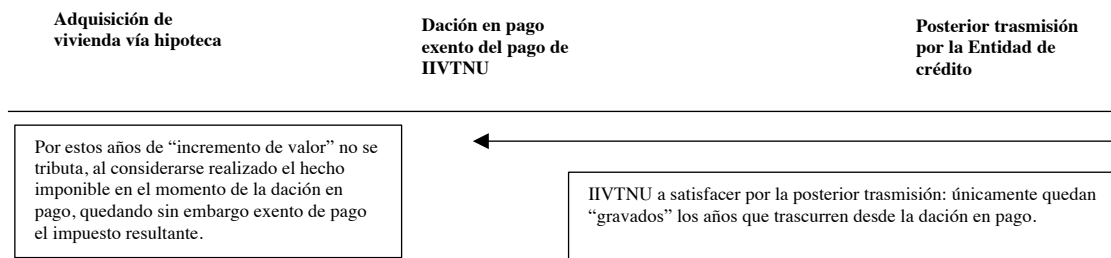 Adquisición de
vivienda vía hipoteca
Dación en pago
exento del pago de
IIVTNU
Posterior trasmisión
por la Entidad de
crédito
Por estos años de “incremento de valor” no se
tributa, al considerarse realizado el hecho
imponible en el momento de la dación en
pago, quedando sin embargo exento de pago
el impuesto resultante.
IIVTNU a satisfacer por la posterior trasmisión: únicamente quedan
“gravados” los años que trascurren desde la dación en pago.